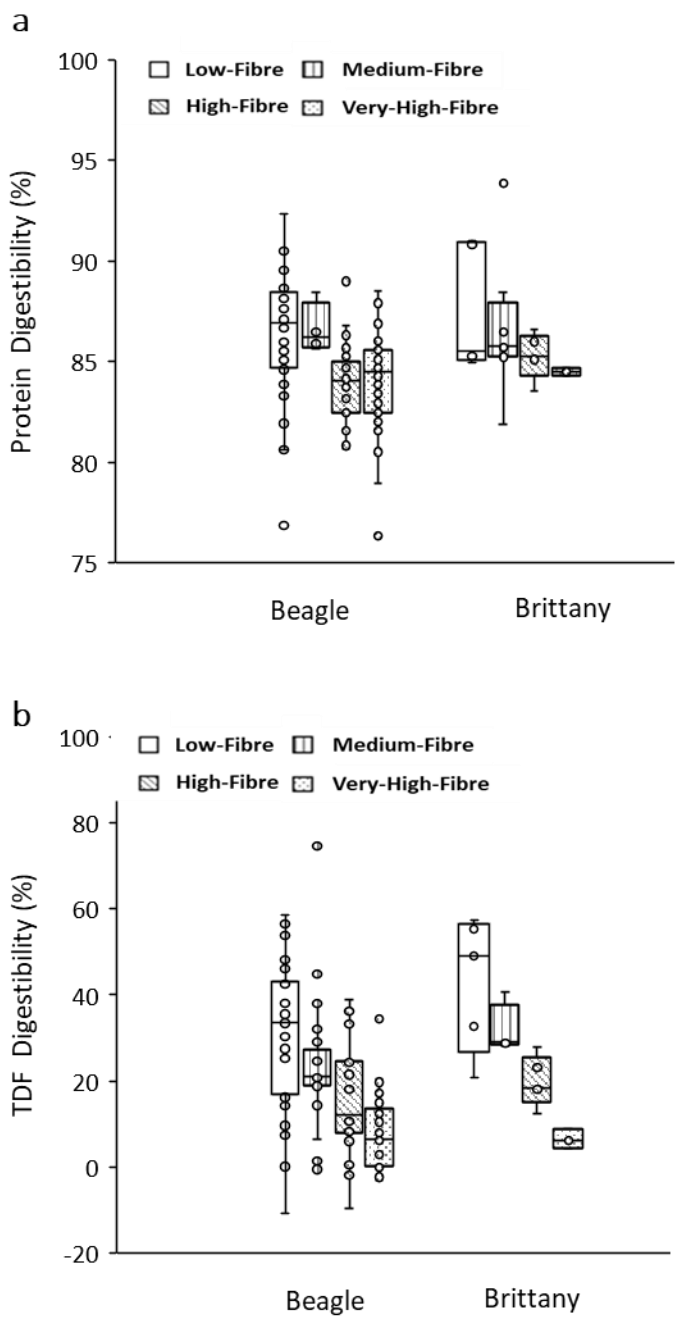 a
100
Low-Fibre Medium-Fibre
High-Fibre Very-High-Fibre
95
90
85
80
75
Protein Digestibility (%)
Beagle Brittany
b
100
Low-Fibre Medium-Fibre
High-Fibre Very-High-Fibre
80
60
40
20
0
-20
TDF Digestibility (%)
Beagle Brittany